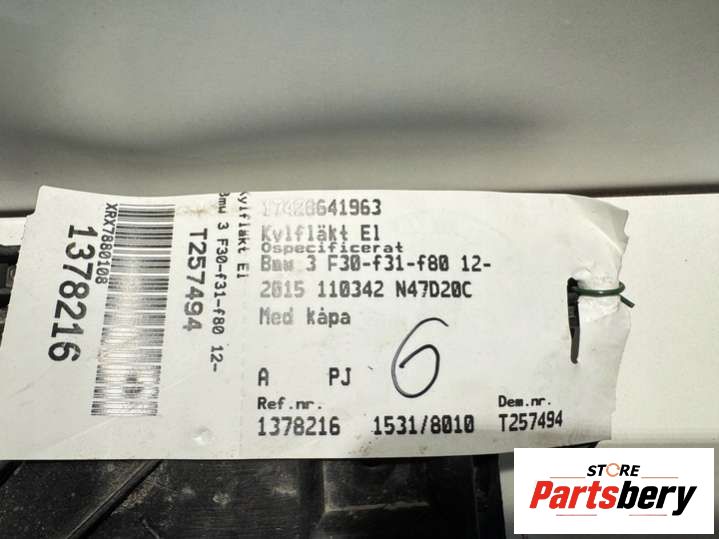 17428641963
Kylfläkt El
Ospecificerat
Bmw 3 F30-f31-f80 12-
2015 110342 N47D20C
Med kåpa
A PJ 6
Ref.nr. Dem.nr.
1378216 1531/8010 T257494
XRX7880108
1378216
Kylfläkt El
Bmw 3 F30-f31-f80 12-
T257494
STORE
Partsbery